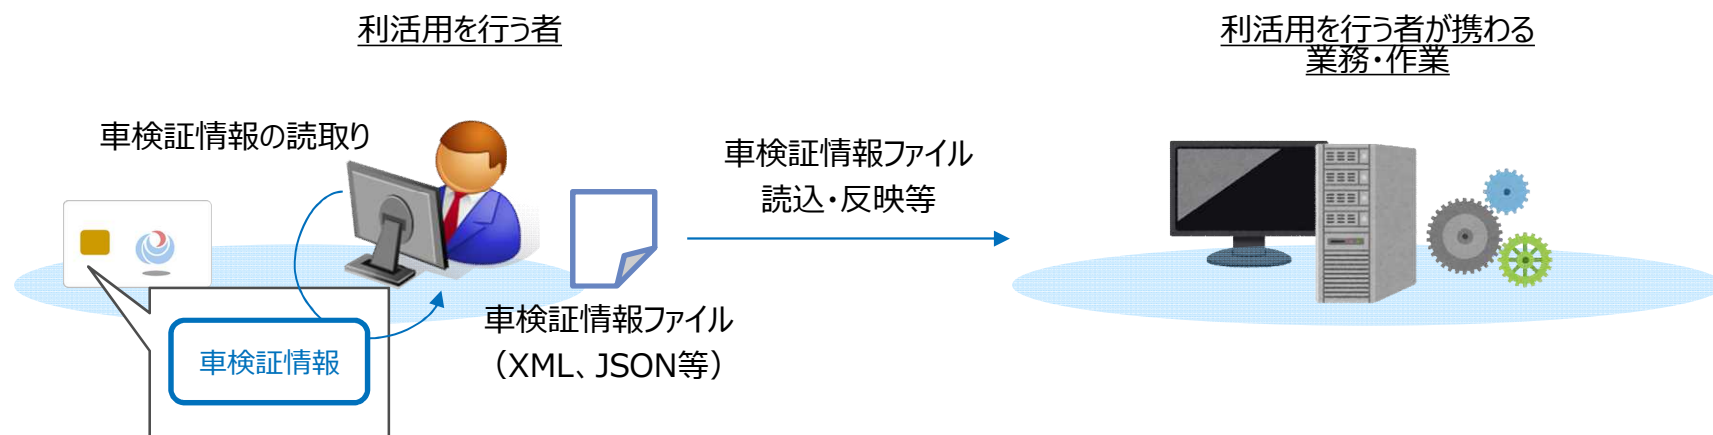 利活用を行う者
利活用を行う者が携わる
業務・作業
車検証情報の読取り
車検証情報ファイル
読込・反映等
車検証情報ファイル
（XML、JSON等）
車検証情報